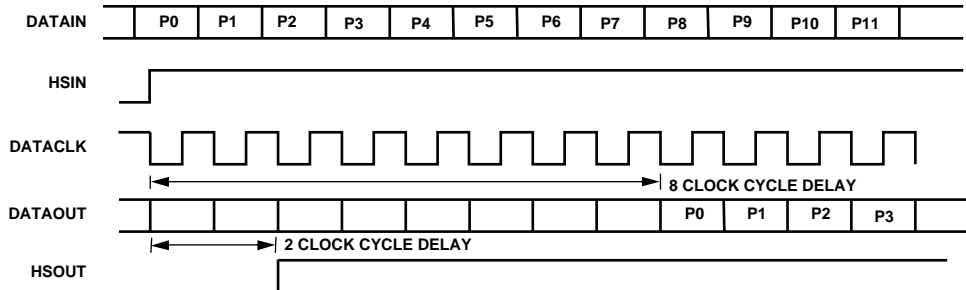 DATAIN P0 P1 P2 P3 P4 P5 P6 P7 P8 P9 P10 P11
HSIN
DATACLK
8 CLOCK CYCLE DELAY
DATAOUT P0 P1 P2 P3
2 CLOCK CYCLE DELAY
HSOUT